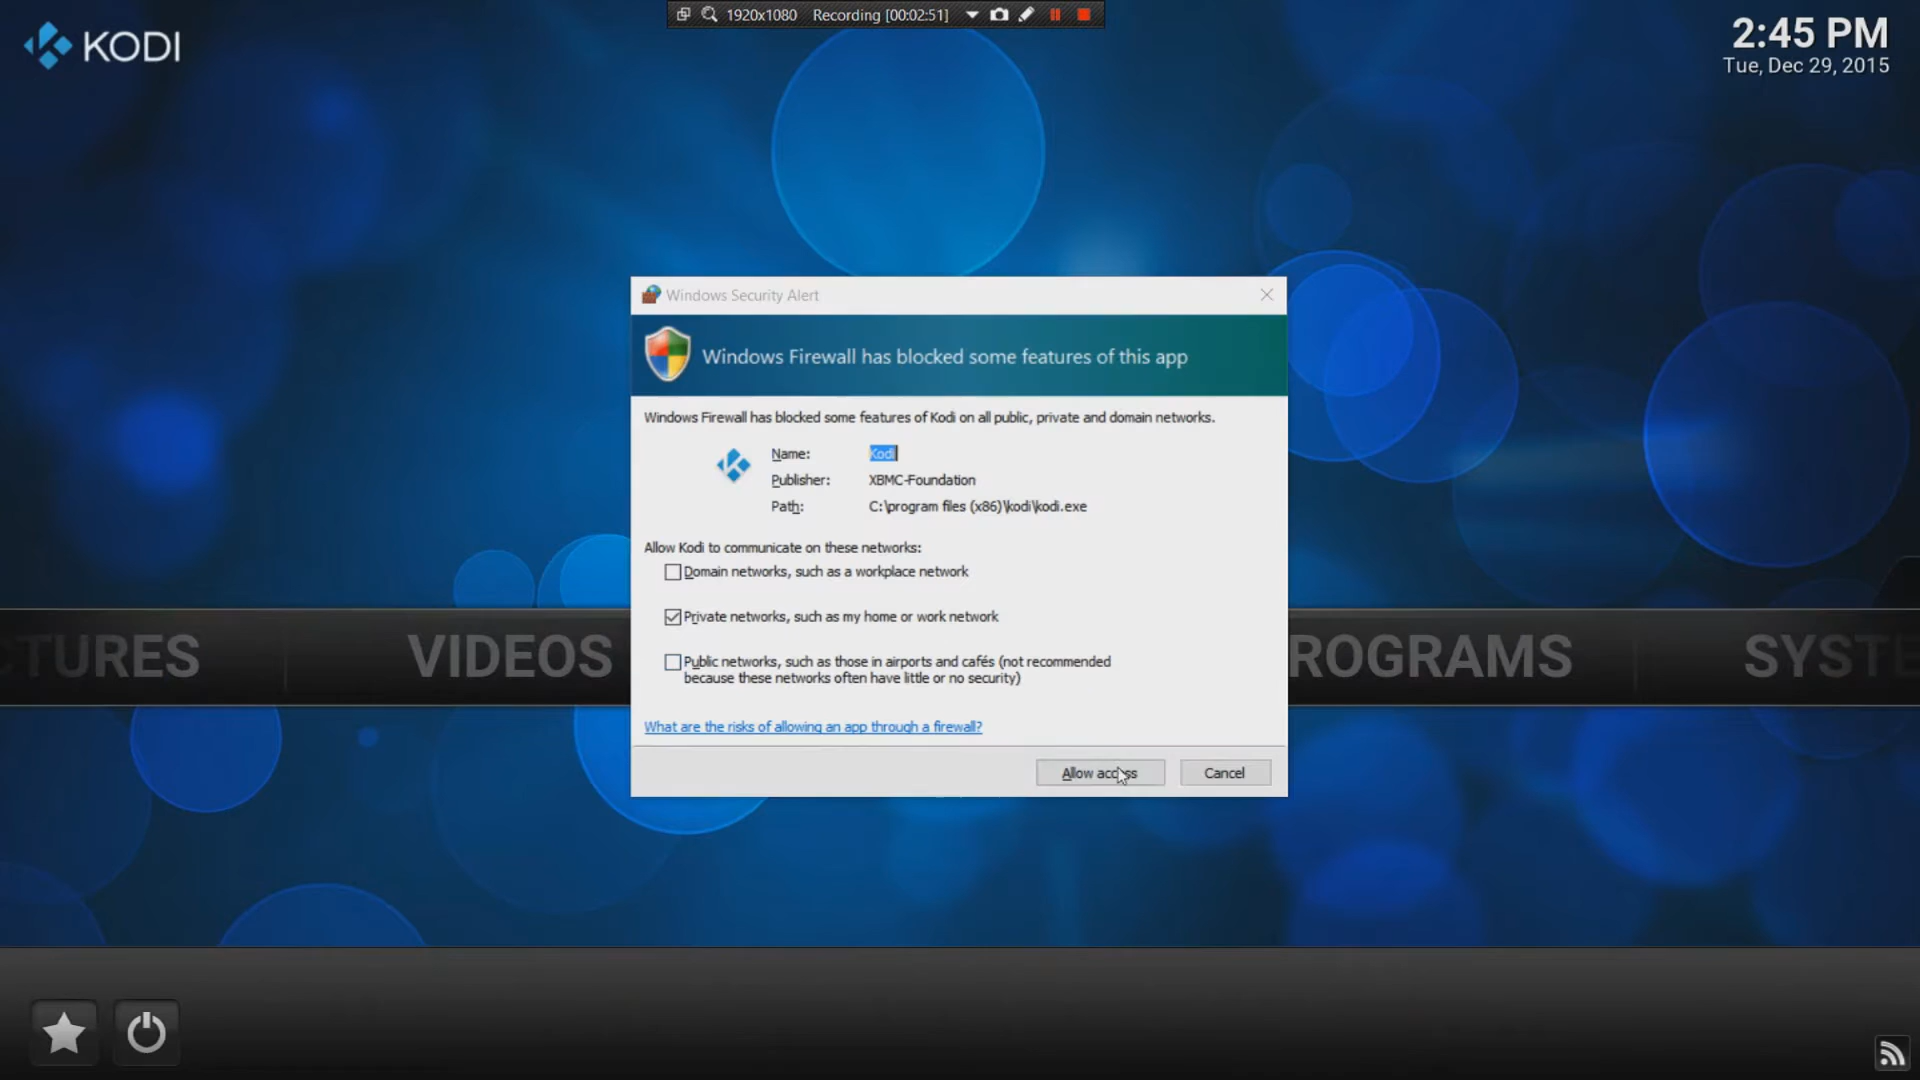 1920x1080 Recording [00:02:51]
KODI
2:45 PM
Tue, Dec 29, 2015
Windows Security Alert
Windows Firewall has blocked some features of this app
Windows Firewall has blocked some features of Kodi on all public, private and domain networks.
Name: Kodi
Publisher: XBMC-Foundation
Path: C:\program files (x86)\kodi\kodi.exe
Allow Kodi to communicate on these networks:
Domain networks, such as a workplace network
Private networks, such as my home or work network
Public networks, such as those in airports and cafés (not recommended
because these networks often have little or no security)
What are the risks of allowing an app through a firewall?
Allow access Cancel
CTURES VIDEOS ROGRAMS SYSTE